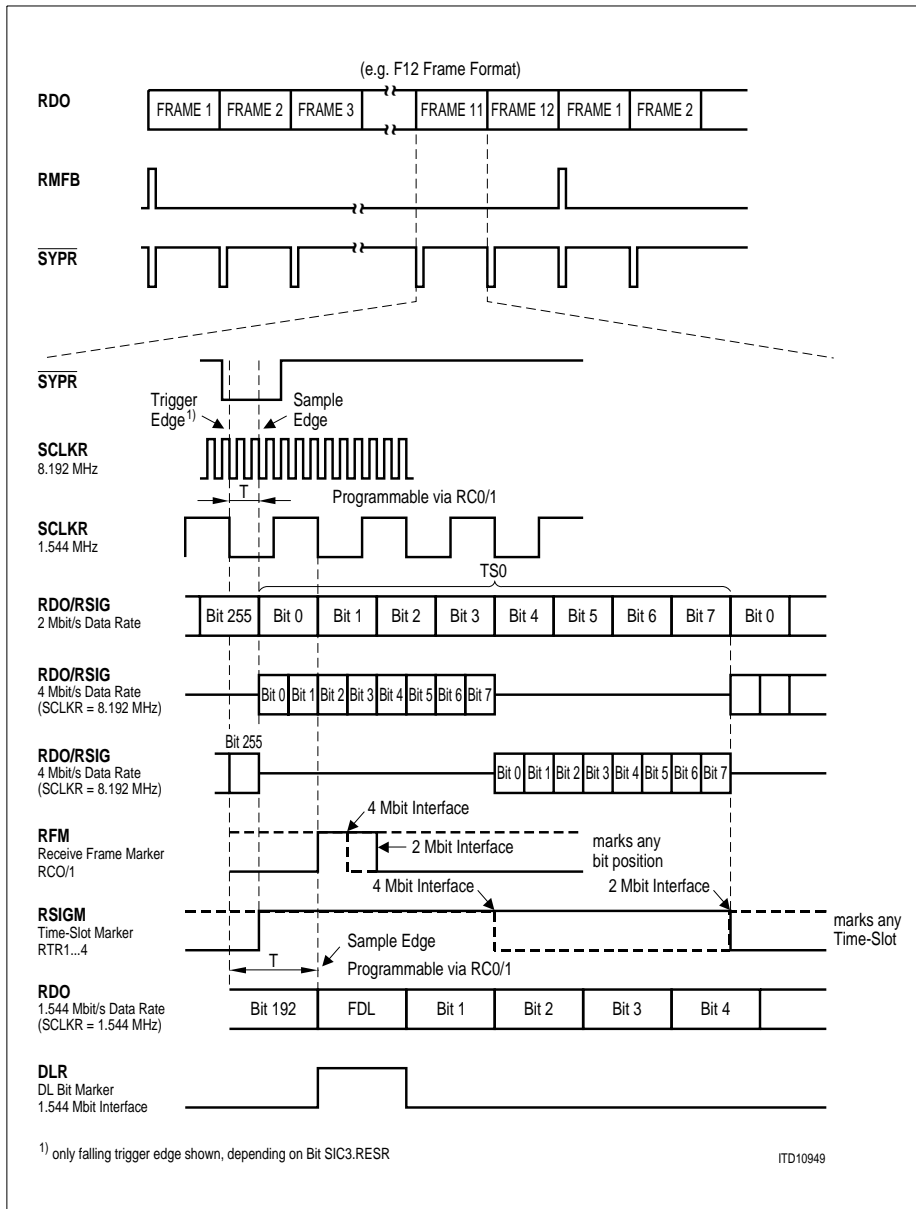 (e.g. F12 Frame Format)
RDO
FRAME 1 FRAME 2 FRAME 3 FRAME 11 FRAME 12 FRAME 1 FRAME 2
RMFB
SYPR
SYPR
Trigger
Edge1)
Sample
Edge
SCLKR
8.192 MHz
T
Programmable via RC0/1
SCLKR
1.544 MHz
TS0
RDO/RSIG
2 Mbit/s Data Rate
Bit 255 Bit 0 Bit 1 Bit 2 Bit 3 Bit 4 Bit 5 Bit 6 Bit 7 Bit 0
RDO/RSIG
4 Mbit/s Data Rate
(SCLKR = 8.192 MHz)
Bit 0 Bit 1 Bit 2 Bit 3 Bit 4 Bit 5 Bit 6 Bit 7
Bit 255
RDO/RSIG
4 Mbit/s Data Rate
(SCLKR = 8.192 MHz)
Bit 0 Bit 1 Bit 2 Bit 3 Bit 4 Bit 5 Bit 6 Bit 7
4 Mbit Interface
RFM
Receive Frame Marker
RCO/1
2 Mbit Interface
marks any
bit position
4 Mbit Interface
2 Mbit Interface
RSIGM
Time-Slot Marker
RTR1...4
marks any
Time-Slot
T
Sample Edge
Programmable via RC0/1
RDO
1.544 Mbit/s Data Rate
(SCLKR = 1.544 MHz)
Bit 192 FDL Bit 1 Bit 2 Bit 3 Bit 4
DLR
DL Bit Marker
1.544 Mbit Interface
1) only falling trigger edge shown, depending on Bit SIC3.RESR
ITD10949